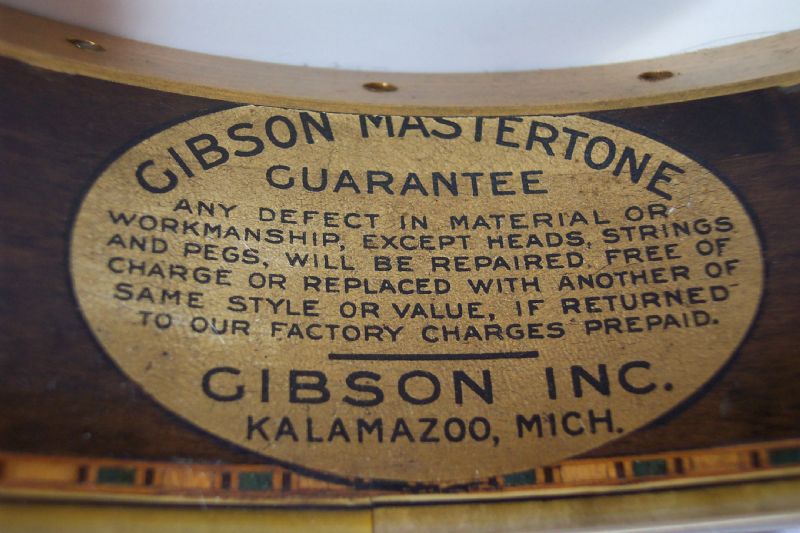 GIBSON MASTERTONE
GUARANTEE
ANY DEFECT IN MATERIAL OR
WORKMANSHIP, EXCEPT HEADS, STRINGS
AND PEGS, WILL BE REPAIRED FREE OF
CHARGE OR REPLACED WITH ANOTHER OF
SAME STYLE OR VALUE, IF RETURNED
TO OUR FACTORY CHARGES PREPAID.
GIBSON INC.
KALAMAZOO, MICH.